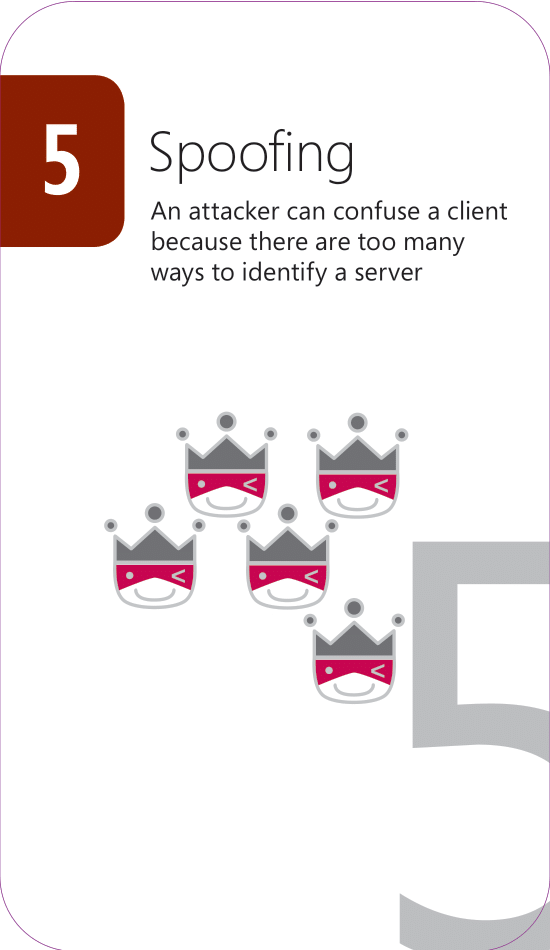 5
Spoofing
An attacker can confuse a client
because there are too many
ways to identify a server
5